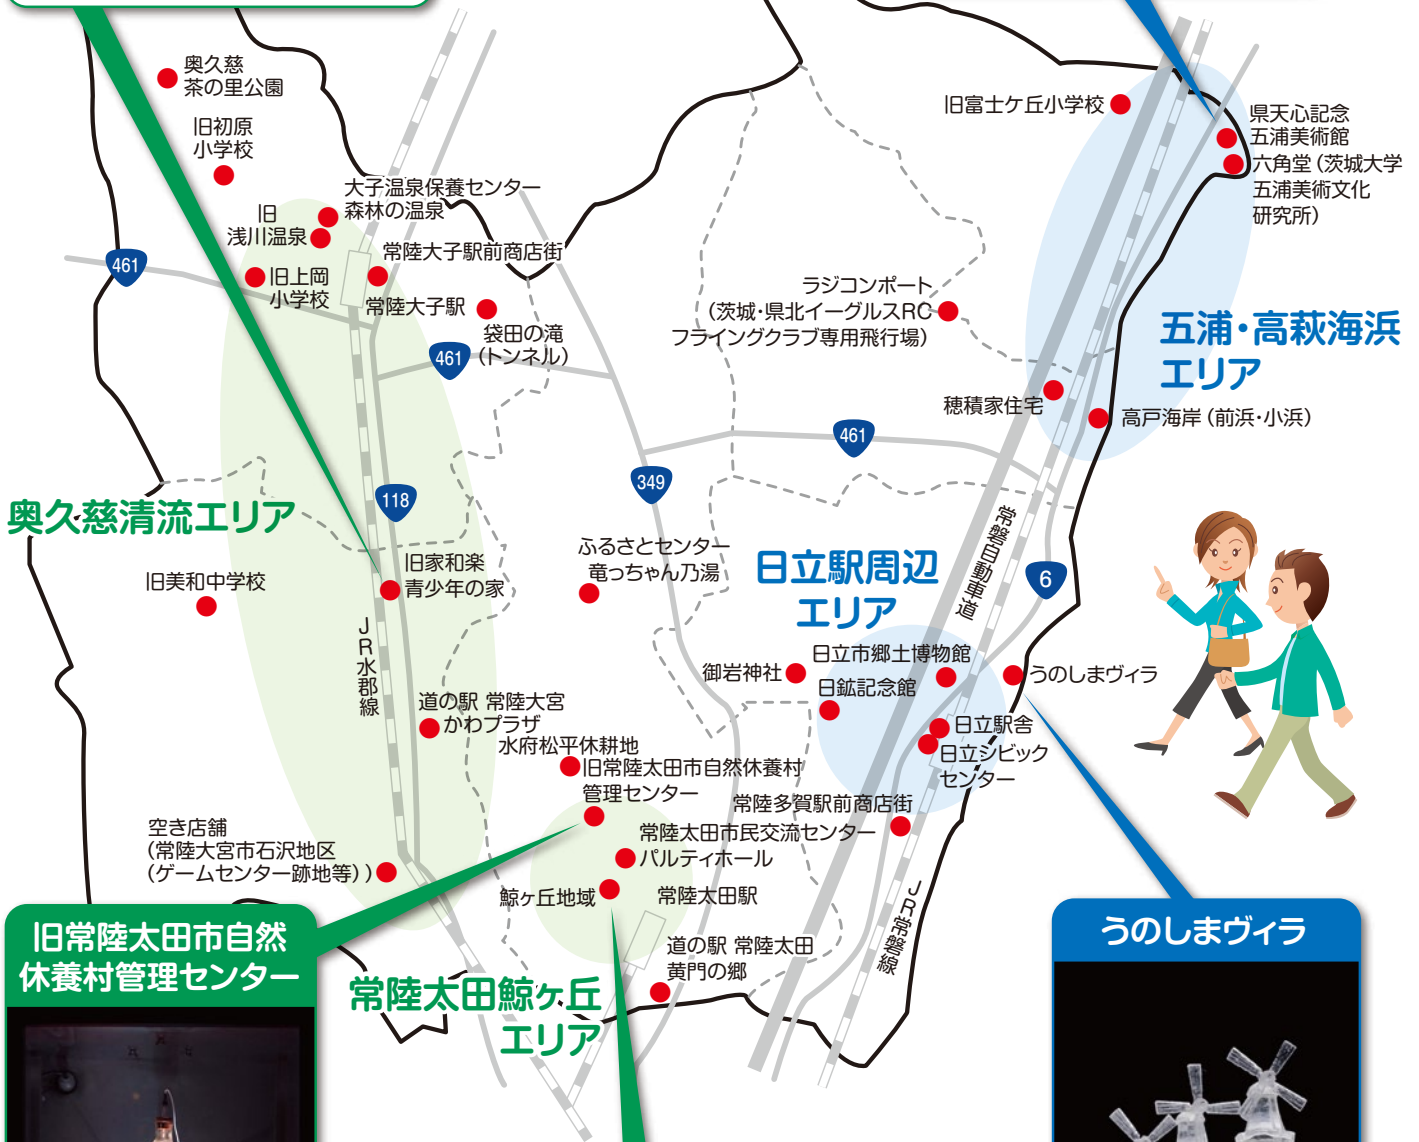 奥久慈
茶の里公園
旧初原
小学校
大子温泉保養センター
森林の温泉
旧
浅川温泉
常陸大子駅前商店街
旧上岡
小学校
常陸大子駅
袋田の滝
(トンネル)
461
461
461
118
349
6
旧富士ケ丘小学校
県天心記念
五浦美術館
六角堂(茨城大学
五浦美術文化
研究所)
ラジコンポート
(茨城・県北イーグルスRC
フライングクラブ専用飛行場)
五浦・高萩海浜
エリア
穂積家住宅
高戸海岸(前浜・小浜)
奥久慈清流エリア
旧美和中学校
旧家和楽
青少年の家
ふるさとセンター
竜っちゃん乃湯
日立駅周辺
エリア
常磐自動車道
JR水郡線
御岩神社
日立市郷土博物館
日鉱記念館
うのしまヴィラ
日立駅舎
日立シビック
センター
道の駅 常陸大宮
かわプラザ
水府松平休耕地
旧常陸太田市自然休養村
管理センター
常陸多賀駅前商店街
常陸太田市民交流センター
パルティホール
空き店舗
(常陸大宮市石沢地区
(ゲームセンター跡地等))
鯨ヶ丘地域
常陸太田駅
JR常磐線
道の駅 常陸太田
黄門の郷
常陸太田鯨ヶ丘
エリア
旧常陸太田市自然
休養村管理センター
うのしまヴィラ